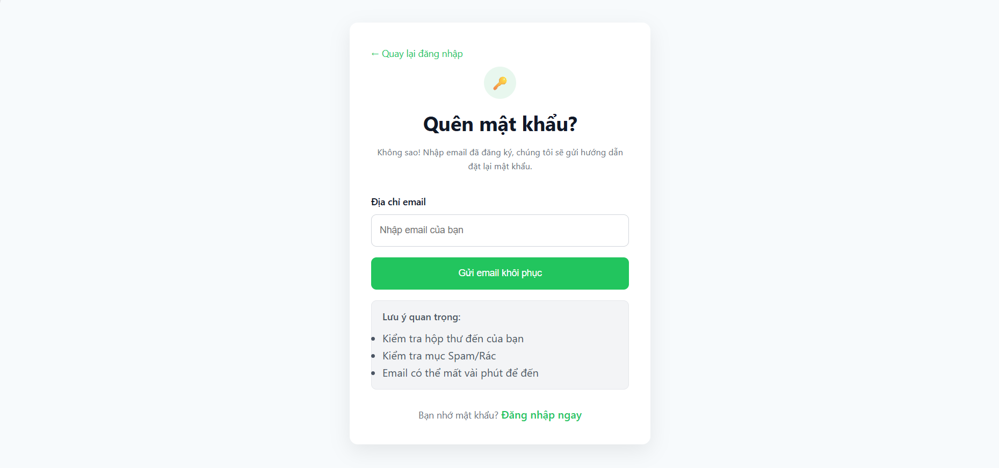 ← Quay lại đăng nhập
Quên mật khẩu?
Không sao! Nhập email đã đăng ký, chúng tôi sẽ gửi hướng dẫn
đặt lại mật khẩu.
Địa chỉ email
Nhập email của bạn
Gửi email khôi phục
Lưu ý quan trọng:
• Kiểm tra hộp thư đến của bạn
• Kiểm tra mục Spam/Rác
• Email có thể mất vài phút để đến
Bạn nhớ mật khẩu? Đăng nhập ngay